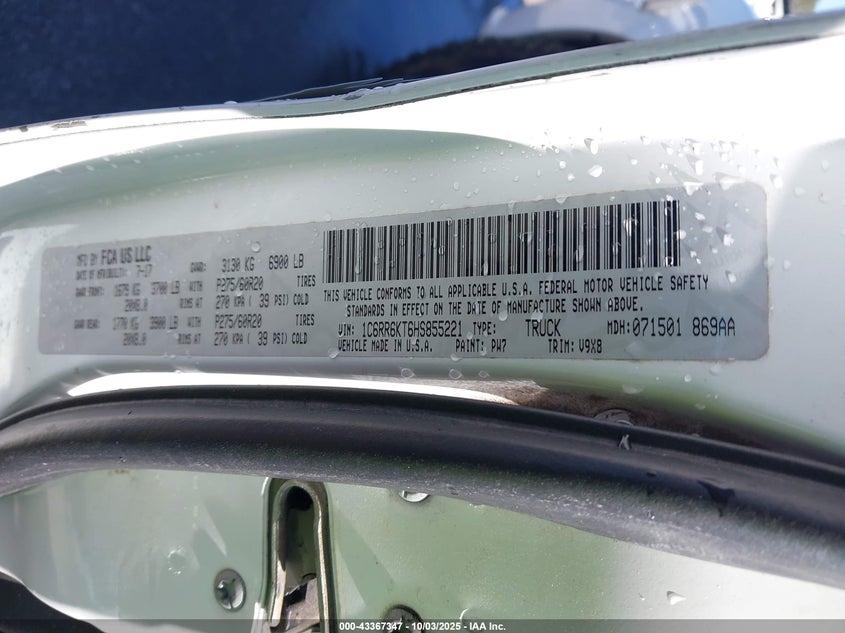 MFD BY FCA US LLC
DATE OF MFR(BUILT): 7-17 GVWR: 3130 KG 6900 LB
GAWR FRONT: 1679 KG 3700 LB WITH P275/60R20 TIRES
20X8.0 RIMS AT 270 KPA ( 39 PSI) COLD
GAWR REAR: 1770 KG 3900 LB WITH P275/60R20 TIRES
20X8.0 RIMS AT 270 KPA ( 39 PSI) COLD
THIS VEHICLE CONFORMS TO ALL APPLICABLE U.S.A. FEDERAL MOTOR VEHICLE SAFETY
STANDARDS IN EFFECT ON THE DATE OF MANUFACTURE SHOWN ABOVE.
VIN: 1C6RR6KT6HS855221 TYPE: TRUCK MDH: 071501 869AA
VEHICLE MADE IN U.S.A. PAINT: PW7 TRIM: V9X8
000-43367347 - 10/03/2025 - IAA Inc.